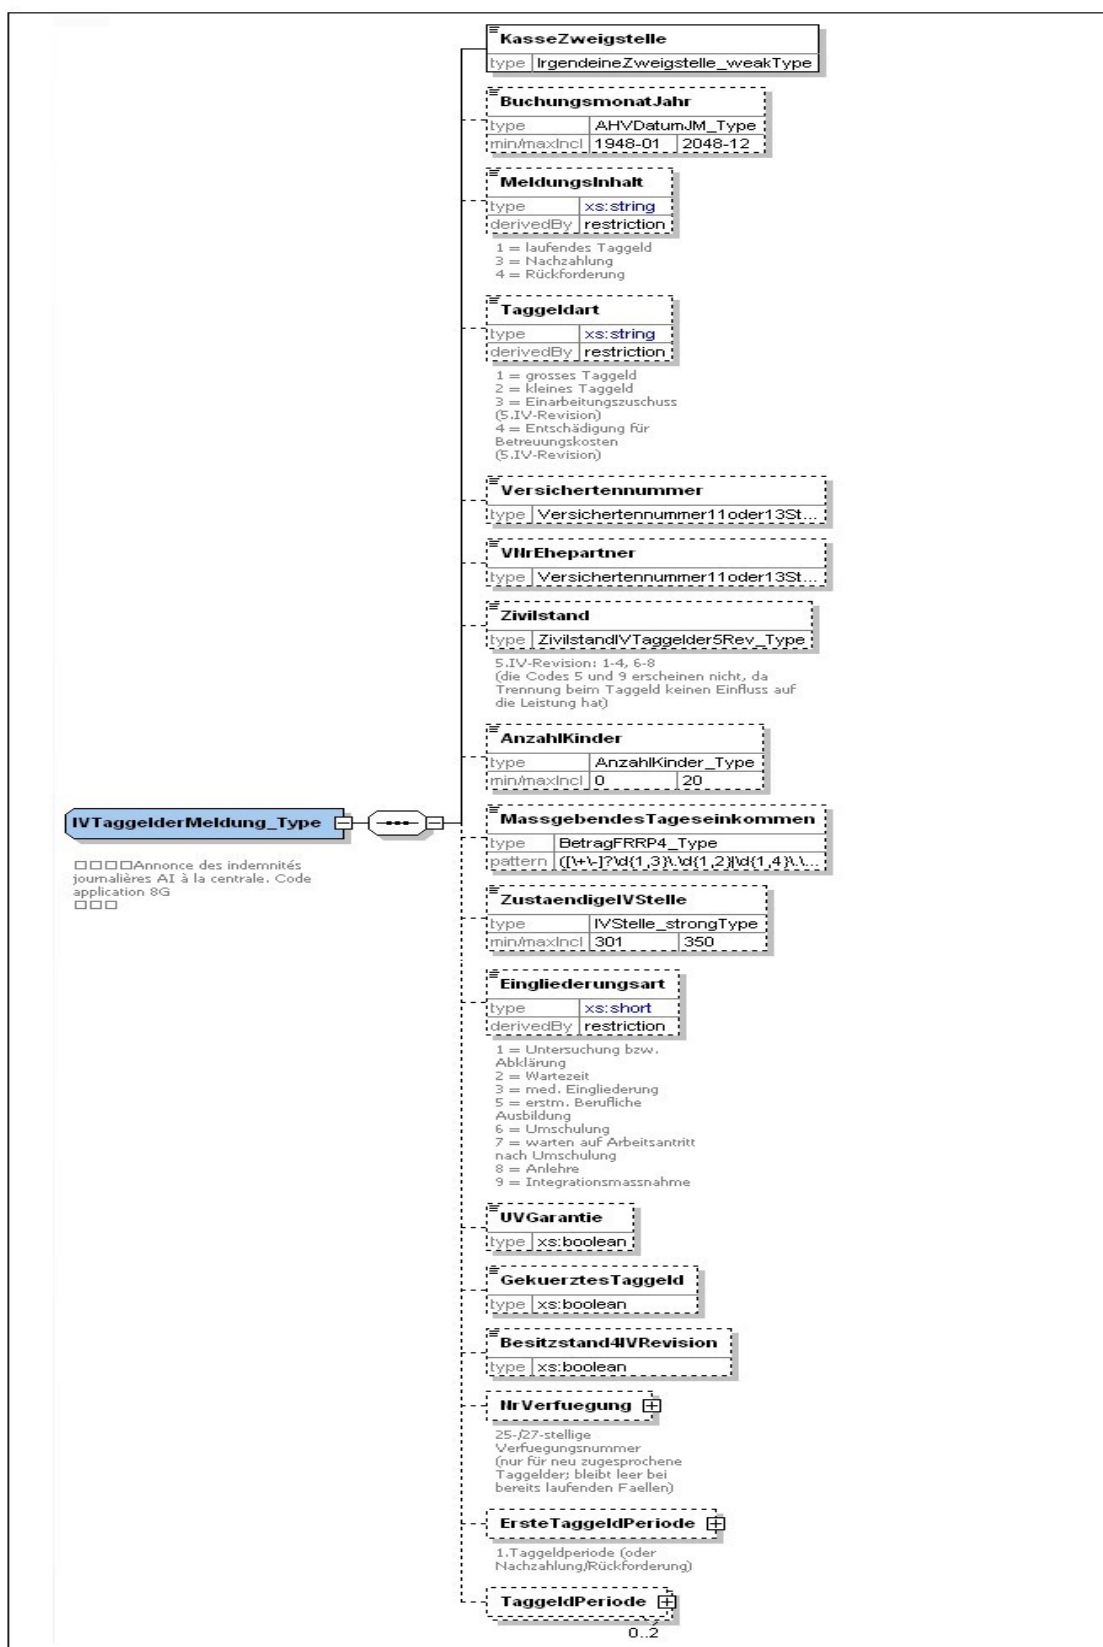 KasseZweigstelle
type IrgendeineZweigstelle_weakType
BuchungsmonatJahr
type AHVDatumJM_Type
min/maxIncl 1948-01 2048-12
MeldungsInhalt
type xs:string
derivedBy restriction
1 = laufendes Taggeld
3 = Nachzahlung
4 = Rückforderung
Taggeldart
type xs:string
derivedBy restriction
1 = grosses Taggeld
2 = kleines Taggeld
3 = Einarbeitungszuschuss
(5.IV-Revision)
4 = Entschädigung für
Betreuungskosten
(5.IV-Revision)
Versichertennummer
type Versichertennummer11oder13St...
VNrEhepartner
type Versichertennummer11oder13St...
Zivilstand
type ZivilstandIVTaggelder5Rev_Type
5.IV-Revision: 1-4, 6-8
(die Codes 5 und 9 erscheinen nicht, da
Trennung beim Taggeld keinen Einfluss auf
die Leistung hat)
AnzahlKinder
type AnzahlKinder_Type
min/maxIncl 0 20
IVTaggelderMeldung_Type
□□□□Annonce des indemnités
journalières AI à la centrale. Code
application 8G
□□□
MassgebendesTageseinkommen
type BetragFRRP4_Type
pattern ([\+\-]?\d{1,3}\.\d{1,2}|\d{1,4}\.\...
ZustaendigeIVStelle
type IVStelle_strongType
min/maxIncl 301 350
Eingliederungsart
type xs:short
derivedBy restriction
1 = Untersuchung bzw.
Abklärung
2 = Wartezeit
3 = med. Eingliederung
5 = erstm. Berufliche
Ausbildung
6 = Umschulung
7 = warten auf Arbeitsantritt
nach Umschulung
8 = Anlehre
9 = Integrationsmassnahme
UVGarantie
type xs:boolean
GekuerztesTaggeld
type xs:boolean
Besitzstand4IVRevision
type xs:boolean
NrVerfuegung
25-/27-stellige
Verfuegungsnummer
(nur für neu zugesprochene
Taggelder; bleibt leer bei
bereits laufenden Faellen)
ErsteTaggeldPeriode
1.Taggeldperiode (oder
Nachzahlung/Rückforderung)
TaggeldPeriode
0..2